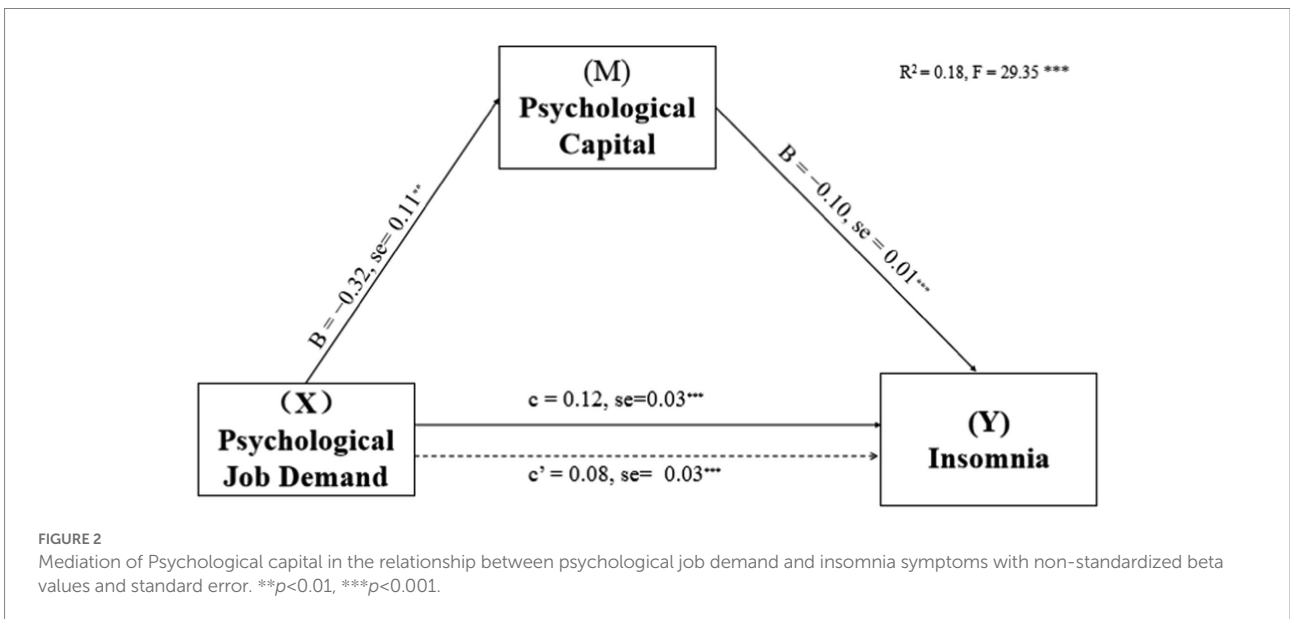 (M)
Psychological
Capital
R² = 0.18, F = 29.35 ***
B = −0.32, se= 0.11**
B = −0.10, se = 0.01***
(X)
Psychological
Job Demand
c = 0.12, se=0.03***
c’ = 0.08, se= 0.03***
(Y)
Insomnia
FIGURE 2
Mediation of Psychological capital in the relationship between psychological job demand and insomnia symptoms with non-standardized beta
values and standard error. **p<0.01, ***p<0.001.